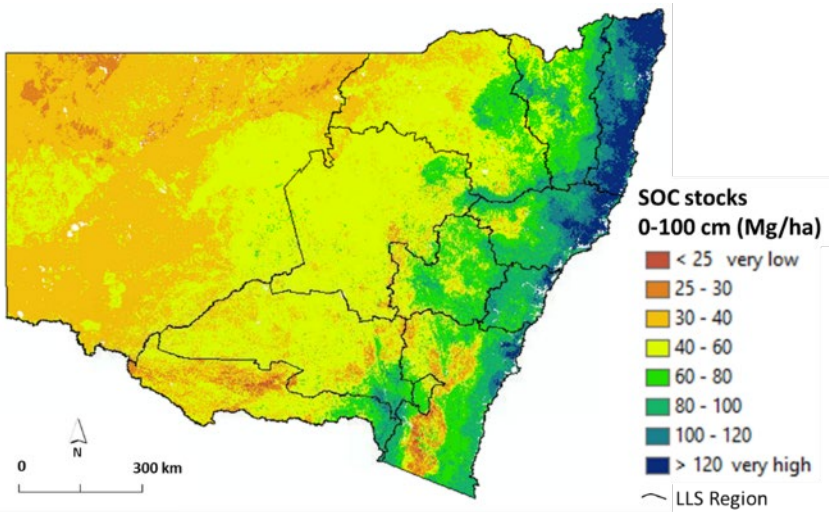 SOC stocks
0-100 cm (Mg/ha)
< 25 very low
25 - 30
30 - 40
40 - 60
60 - 80
80 - 100
100 - 120
> 120 very high
LLS Region
N
0 300 km